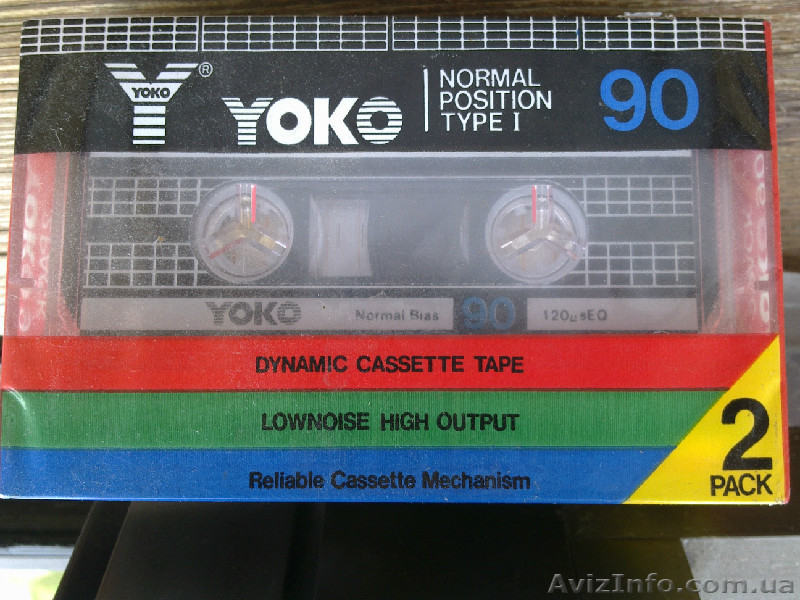 YOKO ®
YOKO
NORMAL
POSITION
TYPE I
90
YOKO Normal Bias 90 120µsEQ
DYNAMIC CASSETTE TAPE
LOWNOISE HIGH OUTPUT
Reliable Cassette Mechanism
2
PACK
AvizInfo.com.ua